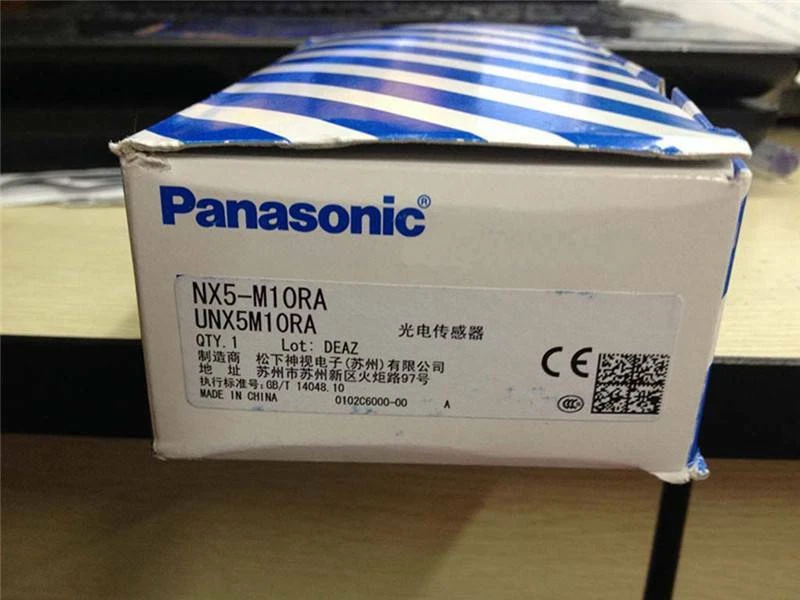 Panasonic®
NX5-M10RA
UNX5M10RA
光电传感器
QTY.1 Lot: DEAZ
制造商 松下神视电子(苏州)有限公司
地址 苏州市苏州新区火炬路97号
执行标准号:GB/T 14048.10
MADE IN CHINA 0102C6000-00 A
CE
CCC